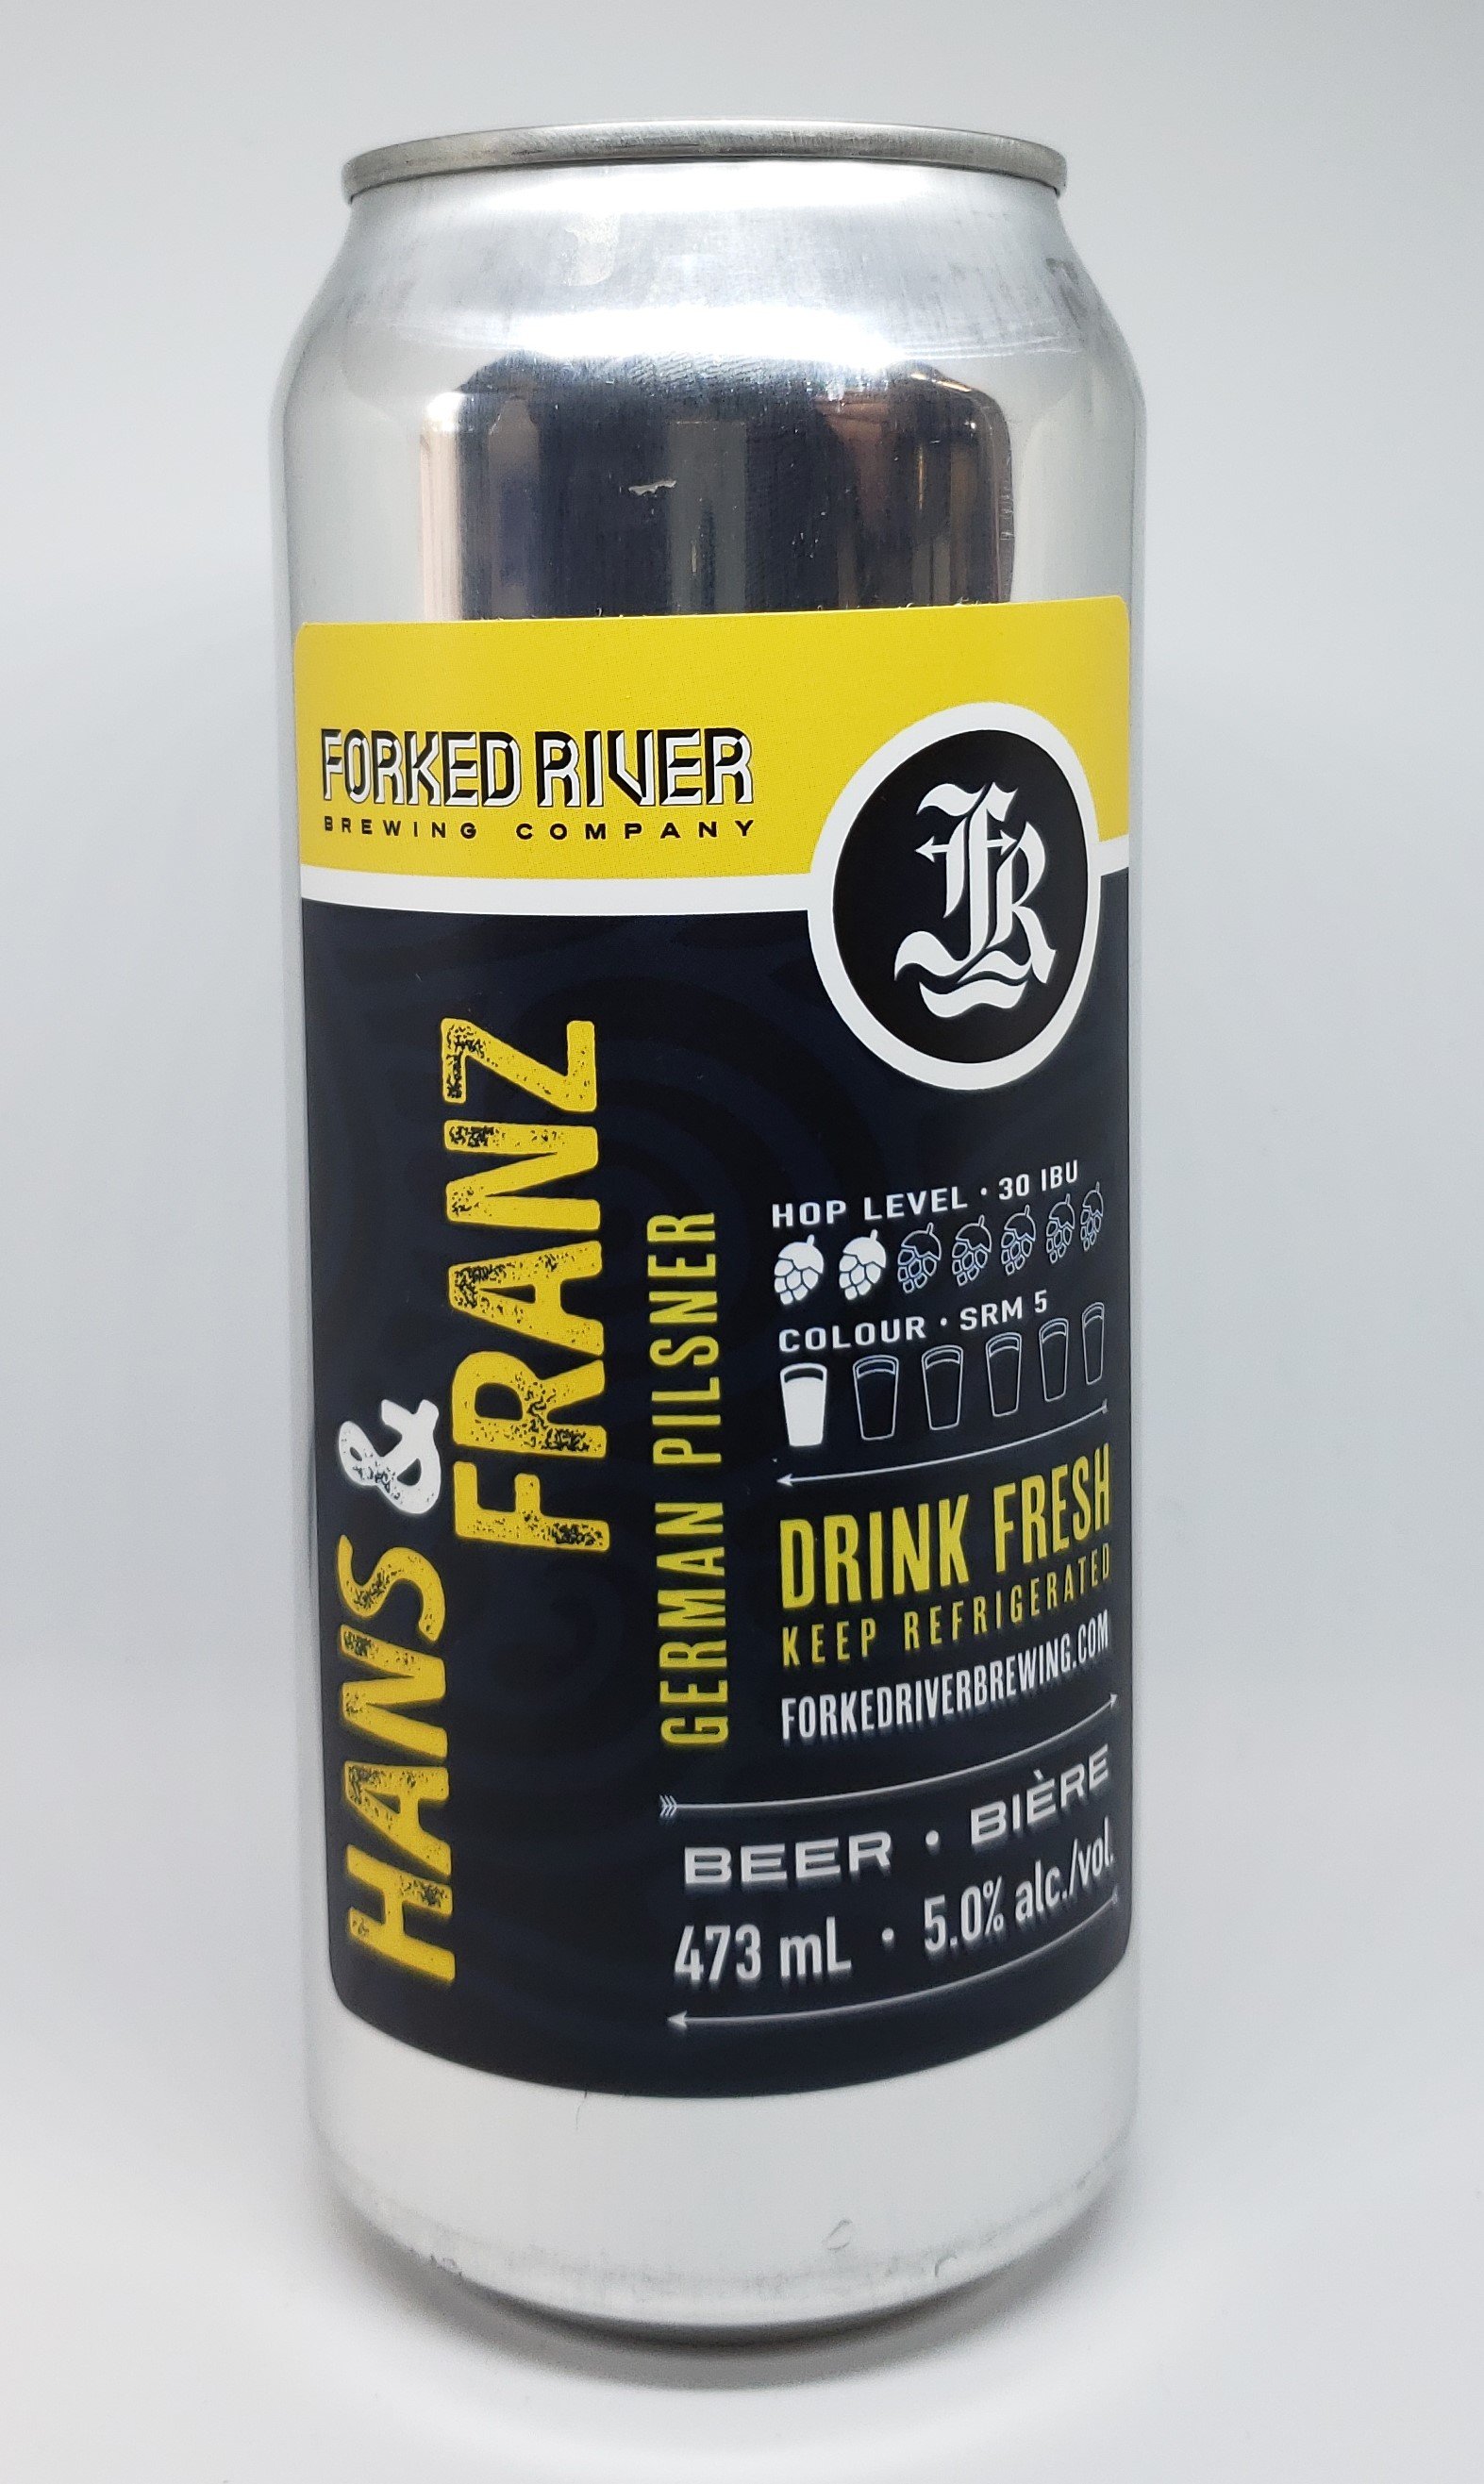 FORKED RIVER
BREWING COMPANY
FR
HANS &
FRANZ
GERMAN PILSNER
HOP LEVEL · 30 IBU
COLOUR · SRM 5
DRINK FRESH
KEEP REFRIGERATED
FORKEDRIVERBREWING.COM
BEER · BIÈRE
473 mL · 5.0% alc./vol.